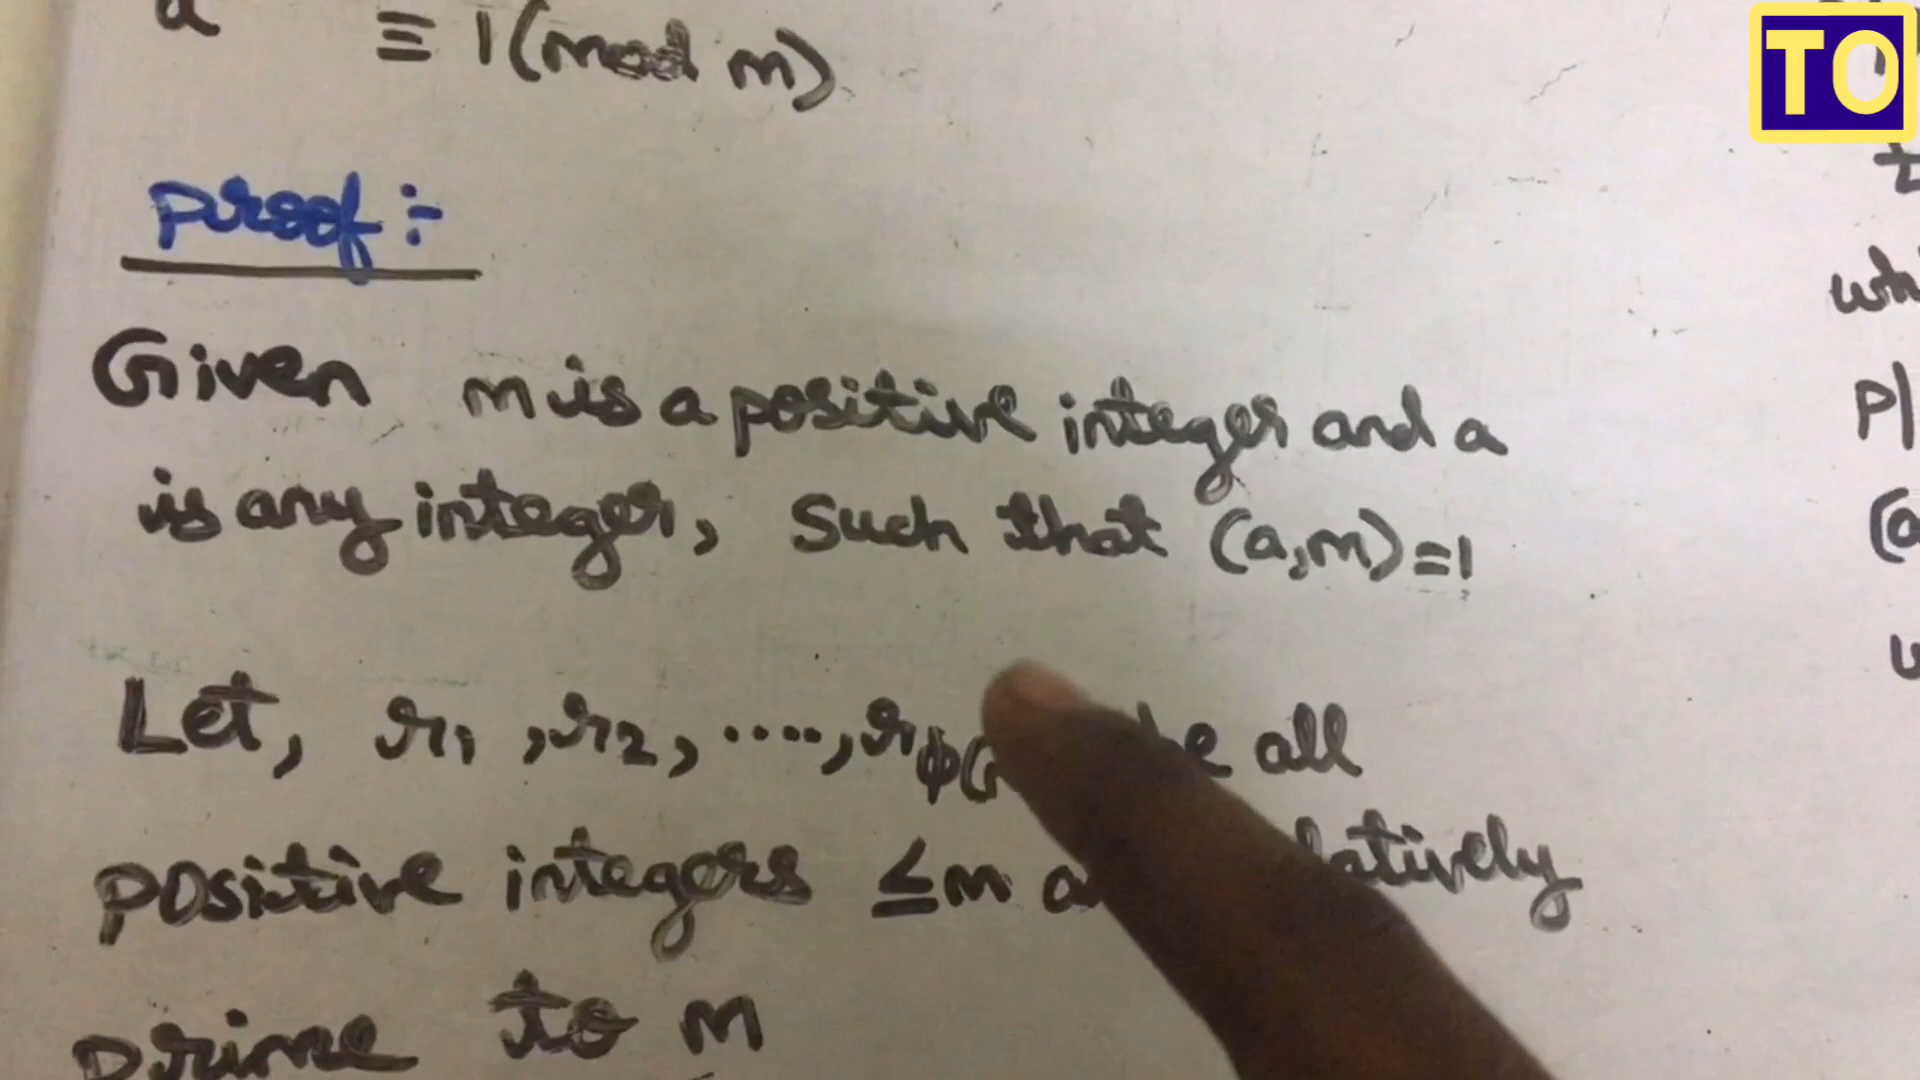 a ≡ 1(mod m)
TO
Proof :-
Given m is a positive integer and a
is any integer, Such that (a,m)=1
Let, r1, r2, ...., rϕ( be all
positive integers ≤m
prime to m
p|
(a